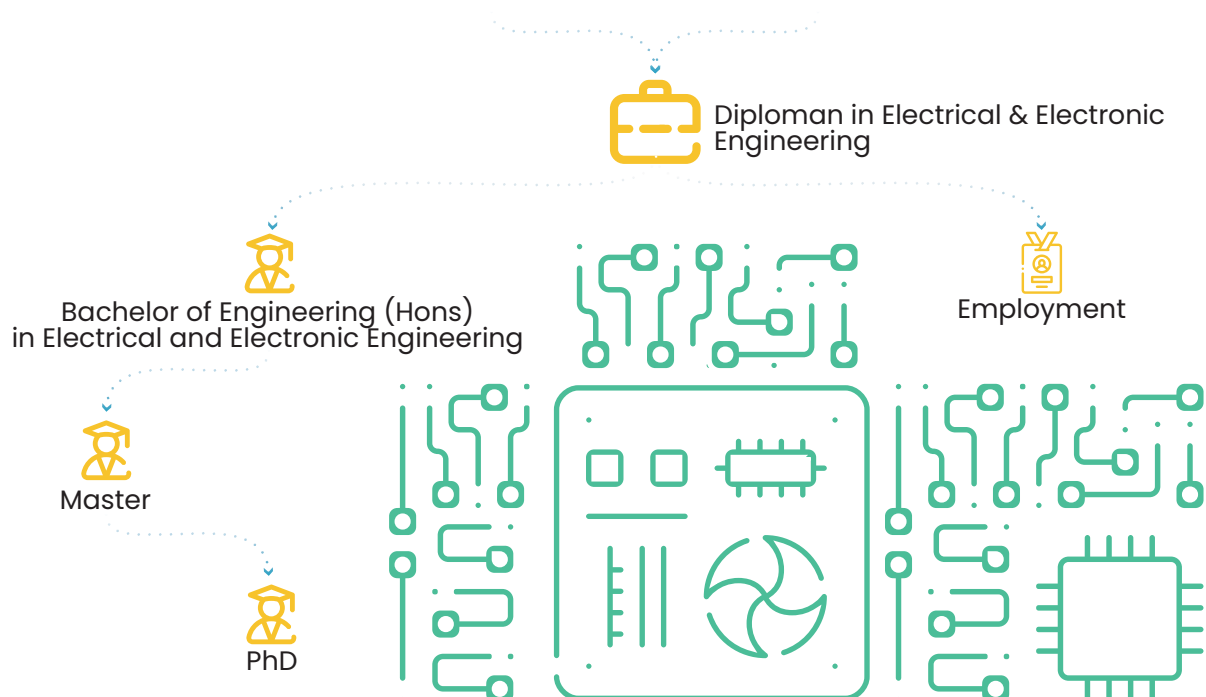 Diploman in Electrical & Electronic
Engineering
Bachelor of Engineering (Hons)
in Electrical and Electronic Engineering
Employment
Master
PhD